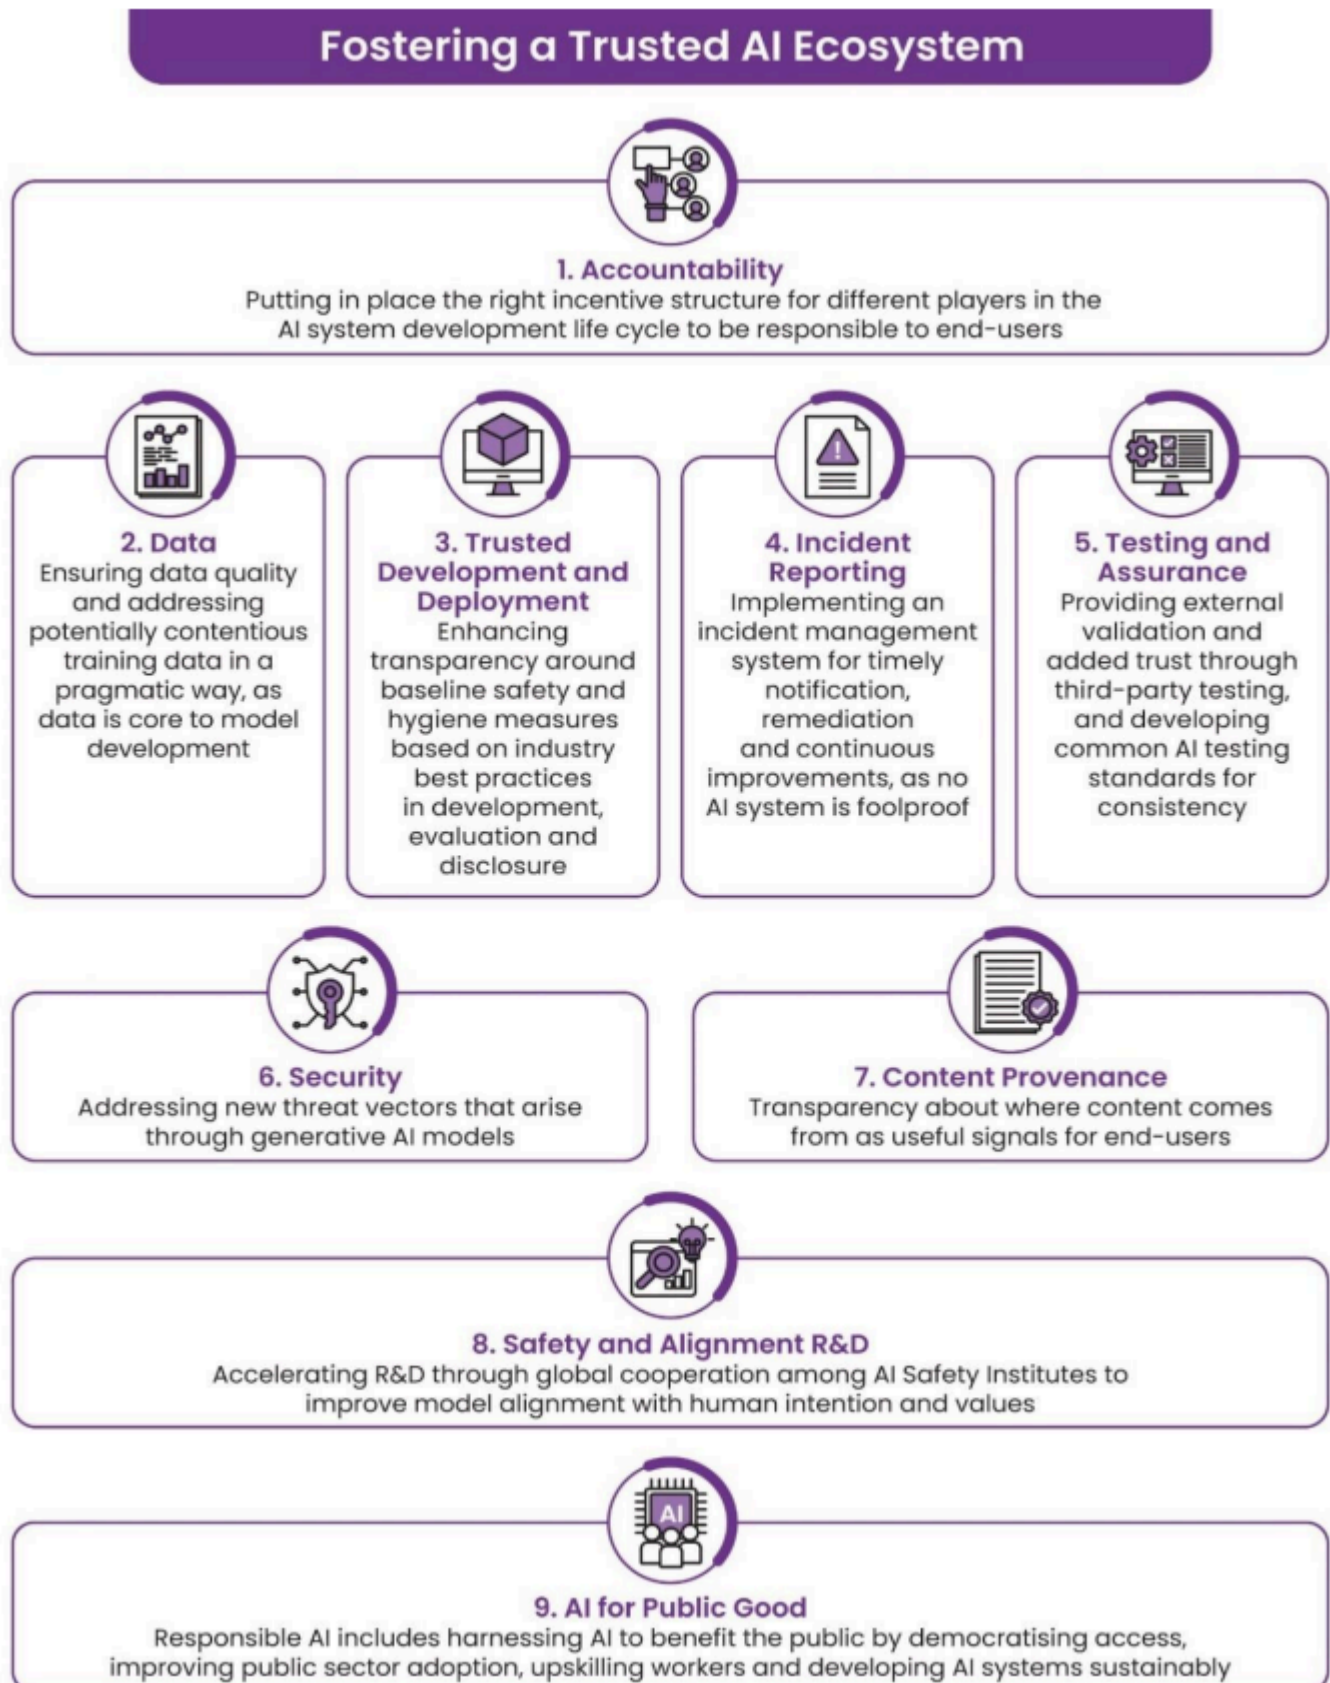 Fostering a Trusted AI Ecosystem
1. Accountability
Putting in place the right incentive structure for different players in the
AI system development life cycle to be responsible to end-users
2. Data
Ensuring data quality
and addressing
potentially contentious
training data in a
pragmatic way, as
data is core to model
development
3. Trusted
Development and
Deployment
Enhancing
transparency around
baseline safety and
hygiene measures
based on industry
best practices
in development,
evaluation and
disclosure
4. Incident
Reporting
Implementing an
incident management
system for timely
notification,
remediation
and continuous
improvements, as no
AI system is foolproof
5. Testing and
Assurance
Providing external
validation and
added trust through
third-party testing,
and developing
common AI testing
standards for
consistency
6. Security
Addressing new threat vectors that arise
through generative AI models
7. Content Provenance
Transparency about where content comes
from as useful signals for end-users
8. Safety and Alignment R&D
Accelerating R&D through global cooperation among AI Safety Institutes to
improve model alignment with human intention and values
AI
9. AI for Public Good
Responsible AI includes harnessing AI to benefit the public by democratising access,
improving public sector adoption, upskilling workers and developing AI systems sustainably